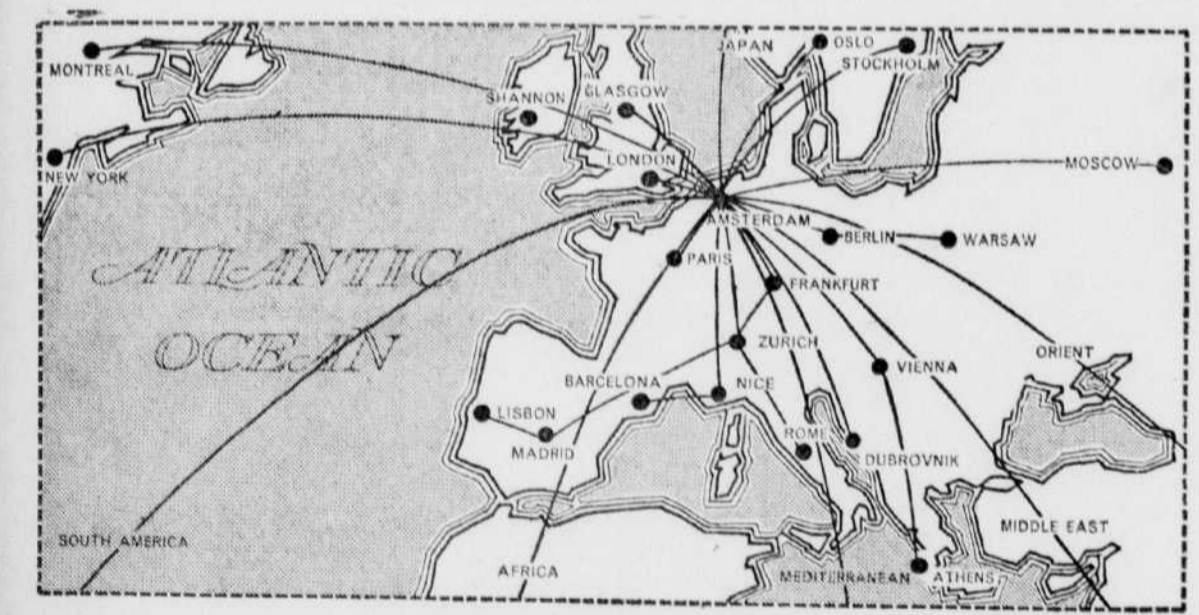 JAPAN
OSLO
STOCKHOLM
MONTREAL
SHANNON
GLASGOW
LONDON
MOSCOW
NEW YORK
AMSTERDAM
BERLIN
WARSAW
ATLANTIC
OCEAN
PARIS
FRANKFURT
ZURICH
ORIENT
VIENNA
BARCELONA
NICE
LISBON
MADRID
ROME
DUBROVNIK
MIDDLE EAST
SOUTH AMERICA
AFRICA
MEDITERRANEAN
ATHENS